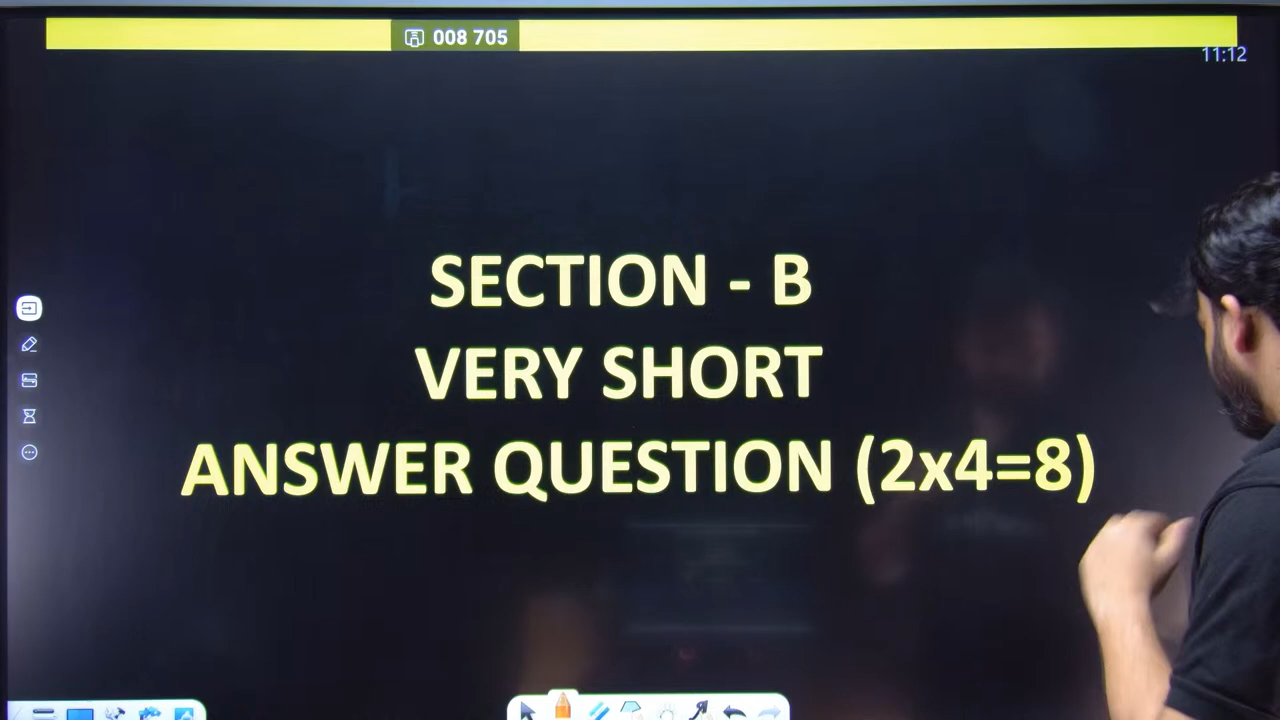 008 705
11:12
SECTION - B
VERY SHORT
ANSWER QUESTION (2x4=8)